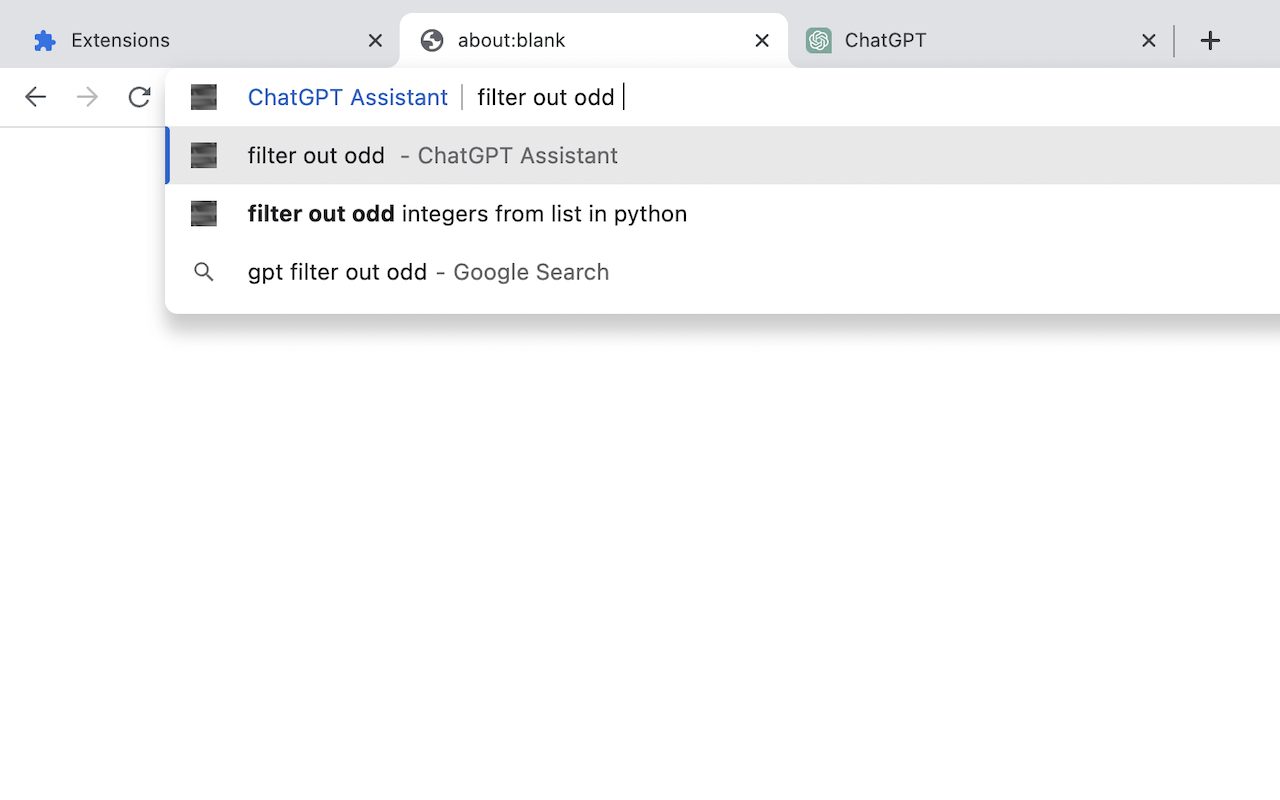 Extensions about:blank ChatGPT
ChatGPT Assistant filter out odd
filter out odd - ChatGPT Assistant
filter out odd integers from list in python
gpt filter out odd - Google Search